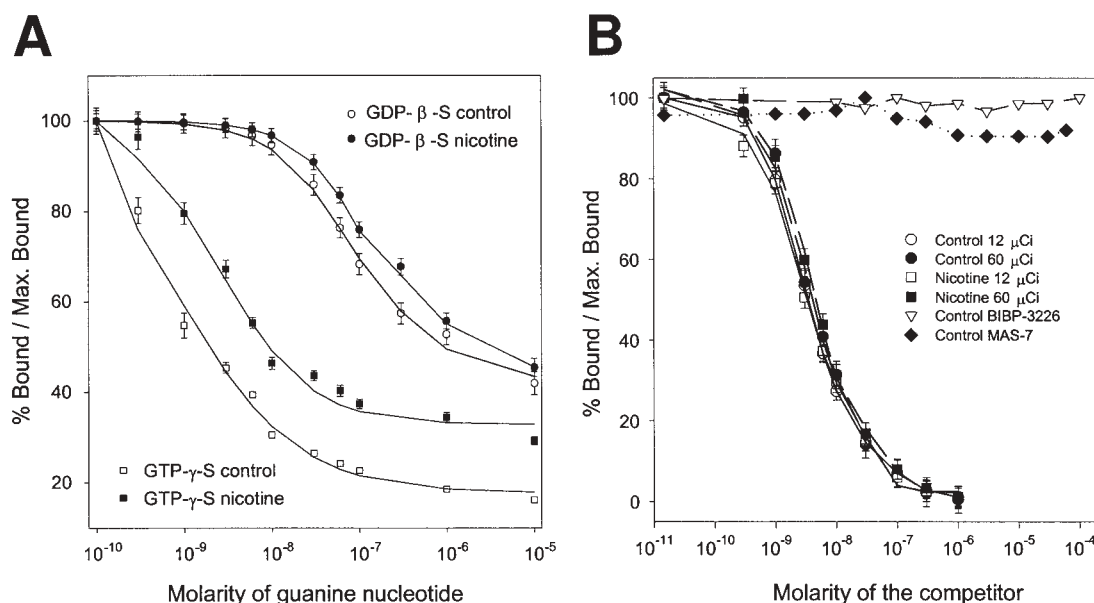 A
% Bound / Max. Bound
100
80
60
40
20
GDP- β -S control
GDP- β -S nicotine
GTP-γ-S control
GTP-γ-S nicotine
10⁻¹⁰ 10⁻⁹ 10⁻⁸ 10⁻⁷ 10⁻⁶ 10⁻⁵
Molarity of guanine nucleotide
B
% Bound / Max. Bound
100
80
60
40
20
0
Control 12 μCi
Control 60 μCi
Nicotine 12 μCi
Nicotine 60 μCi
Control BIBP-3226
Control MAS-7
10⁻¹¹ 10⁻¹⁰ 10⁻⁹ 10⁻⁸ 10⁻⁷ 10⁻⁶ 10⁻⁵ 10⁻⁴
Molarity of the competitor